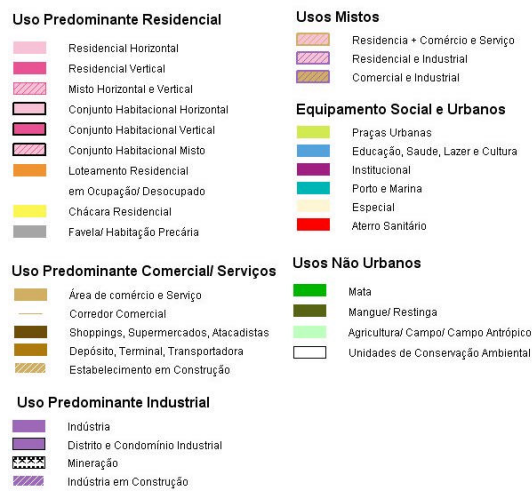 Uso Predominante Residencial
Residencial Horizontal
Residencial Vertical
Misto Horizontal e Vertical
Conjunto Habitacional Horizontal
Conjunto Habitacional Vertical
Conjunto Habitacional Misto
Loteamento Residencial
em Ocupação/ Desocupado
Chácara Residencial
Favela/ Habitação Precária
Uso Predominante Comercial/ Serviços
Área de comércio e Serviço
Corredor Comercial
Shoppings, Supermercados, Atacadistas
Depósito, Terminal, Transportadora
Estabelecimento em Construção
Uso Predominante Industrial
Indústria
Distrito e Condomínio Industrial
Mineração
Indústria em Construção
Usos Mistos
Residencia + Comércio e Serviço
Residencial e Industrial
Comercial e Industrial
Equipamento Social e Urbanos
Praças Urbanas
Educação, Saude, Lazer e Cultura
Institucional
Porto e Marina
Especial
Aterro Sanitário
Usos Não Urbanos
Mata
Mangue/ Restinga
Agricultura/ Campo/ Campo Antrópico
Unidades de Conservação Ambiental